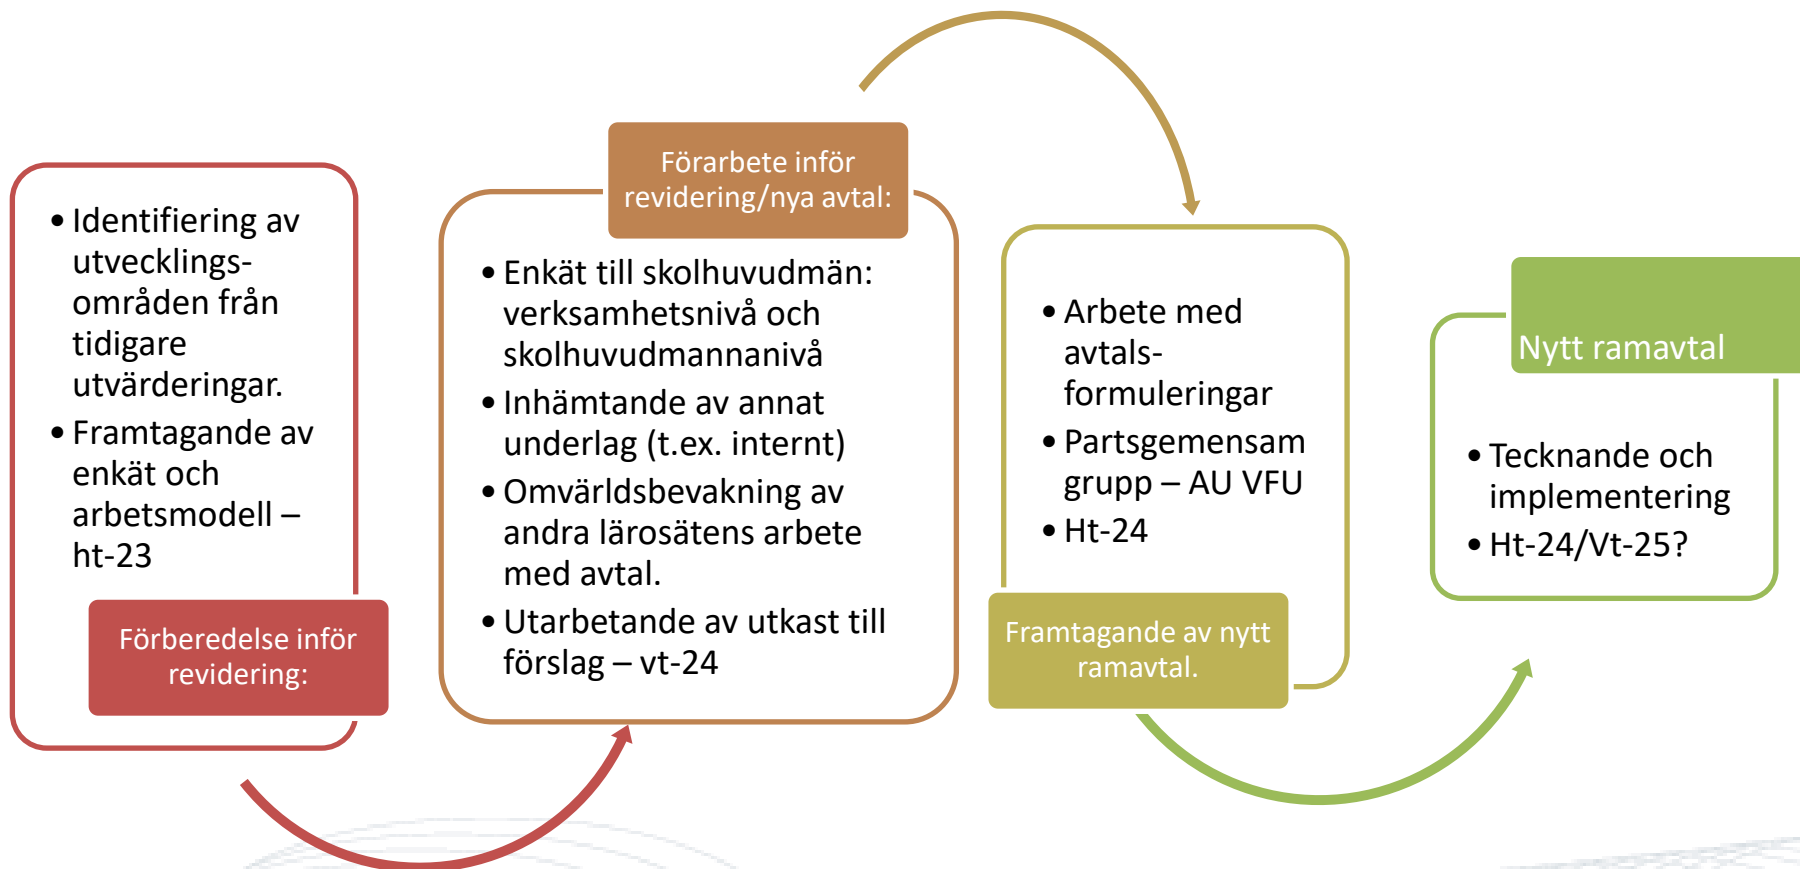 • Identifiering av
utvecklings-
områden från
tidigare
utvärderingar.
• Framtagande av
enkät och
arbetsmodell –
ht-23
Förberedelse inför
revidering:
Förarbete inför
revidering/nya avtal:
• Enkät till skolhuvudmän:
verksamhetsnivå och
skolhuvudmannanivå
• Inhämtande av annat
underlag (t.ex. internt)
• Omvärldsbevakning av
andra lärosätens arbete
med avtal.
• Utarbetande av utkast till
förslag – vt-24
• Arbete med
avtals-
formuleringar
• Partsgemensam
grupp – AU VFU
• Ht-24
Framtagande av nytt
ramavtal.
Nytt ramavtal
• Tecknande och
implementering
• Ht-24/Vt-25?